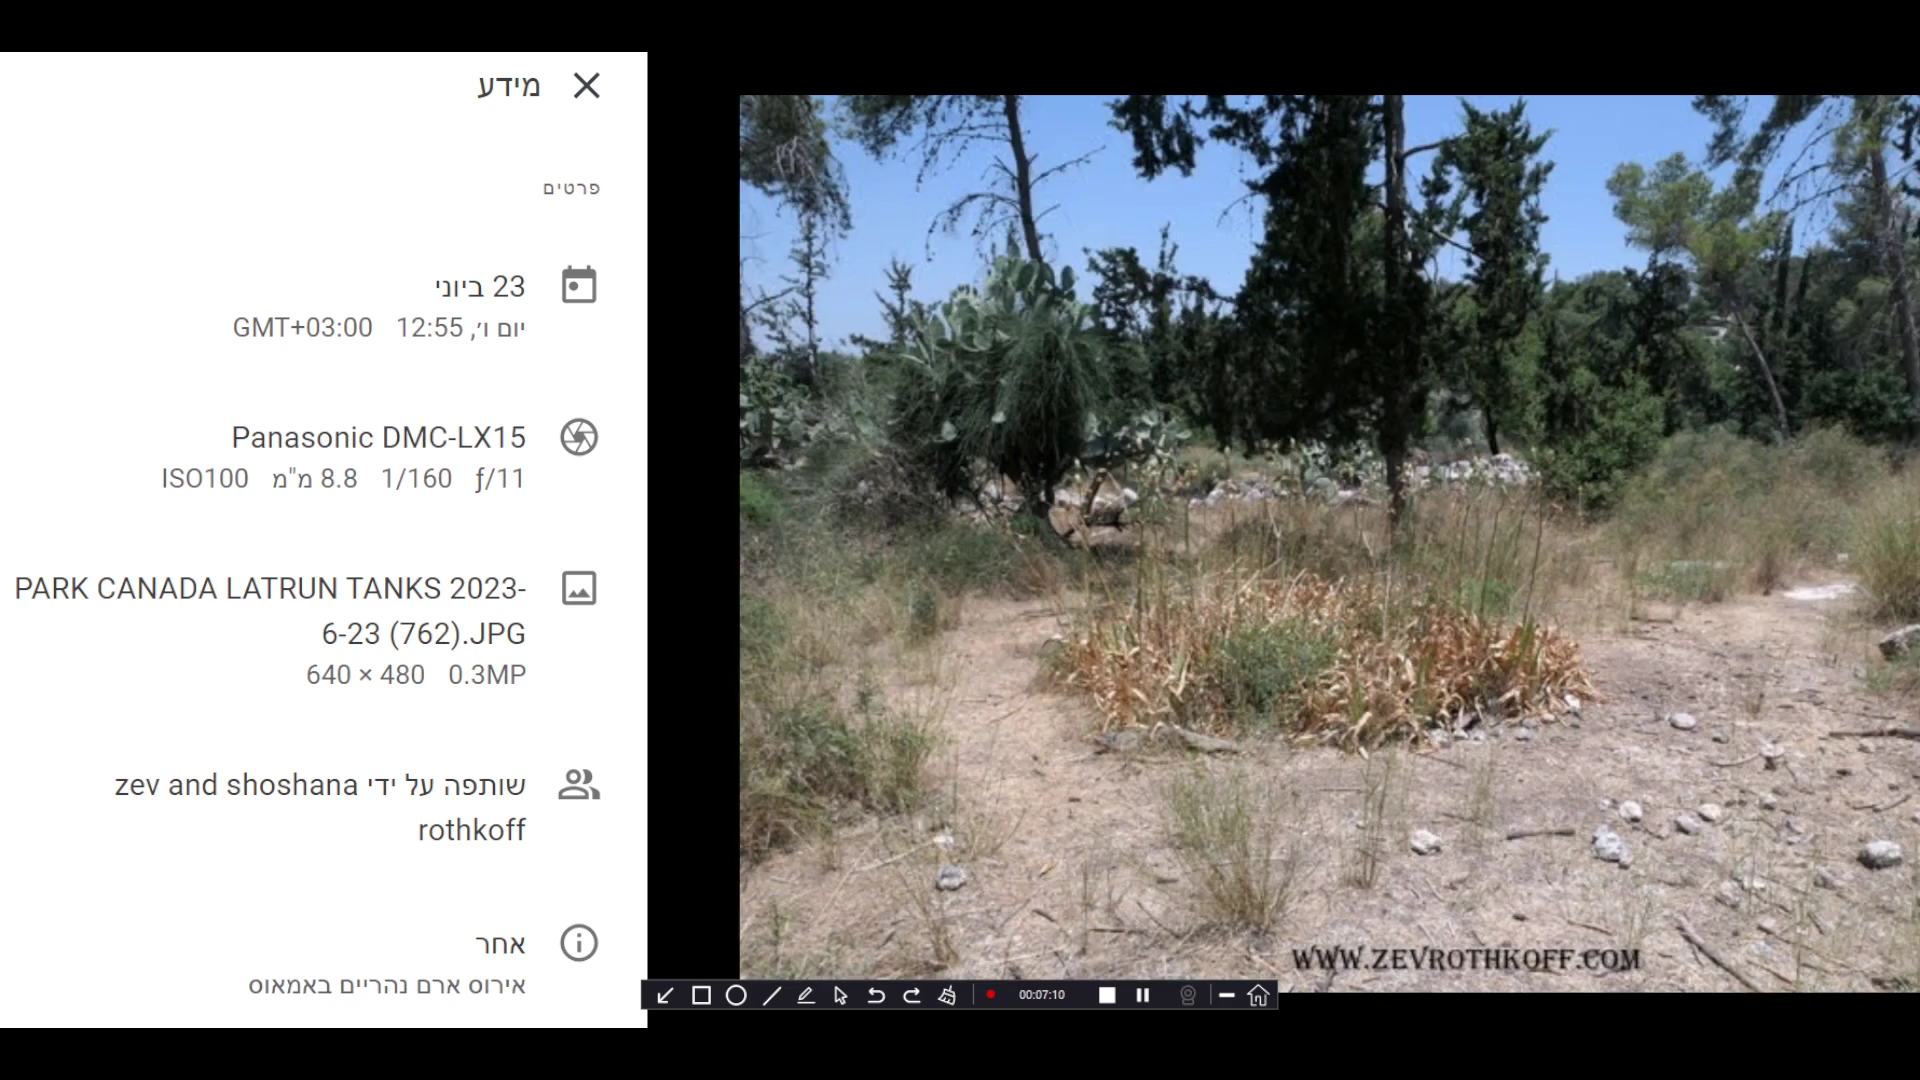 מידע
פרטים
23 ביוני
יום ו׳, 12:55 GMT+03:00
Panasonic DMC-LX15
ƒ/11 1/160 8.8 מ"מ ISO100
PARK CANADA LATRUN TANKS 2023-
6-23 (762).JPG
640 × 480 0.3MP
שותפה על ידי zev and shoshana
rothkoff
אחר
אירוס ארם נהריים באמאוס
WWW.ZEVROTHKOFF.COM
00:07:10